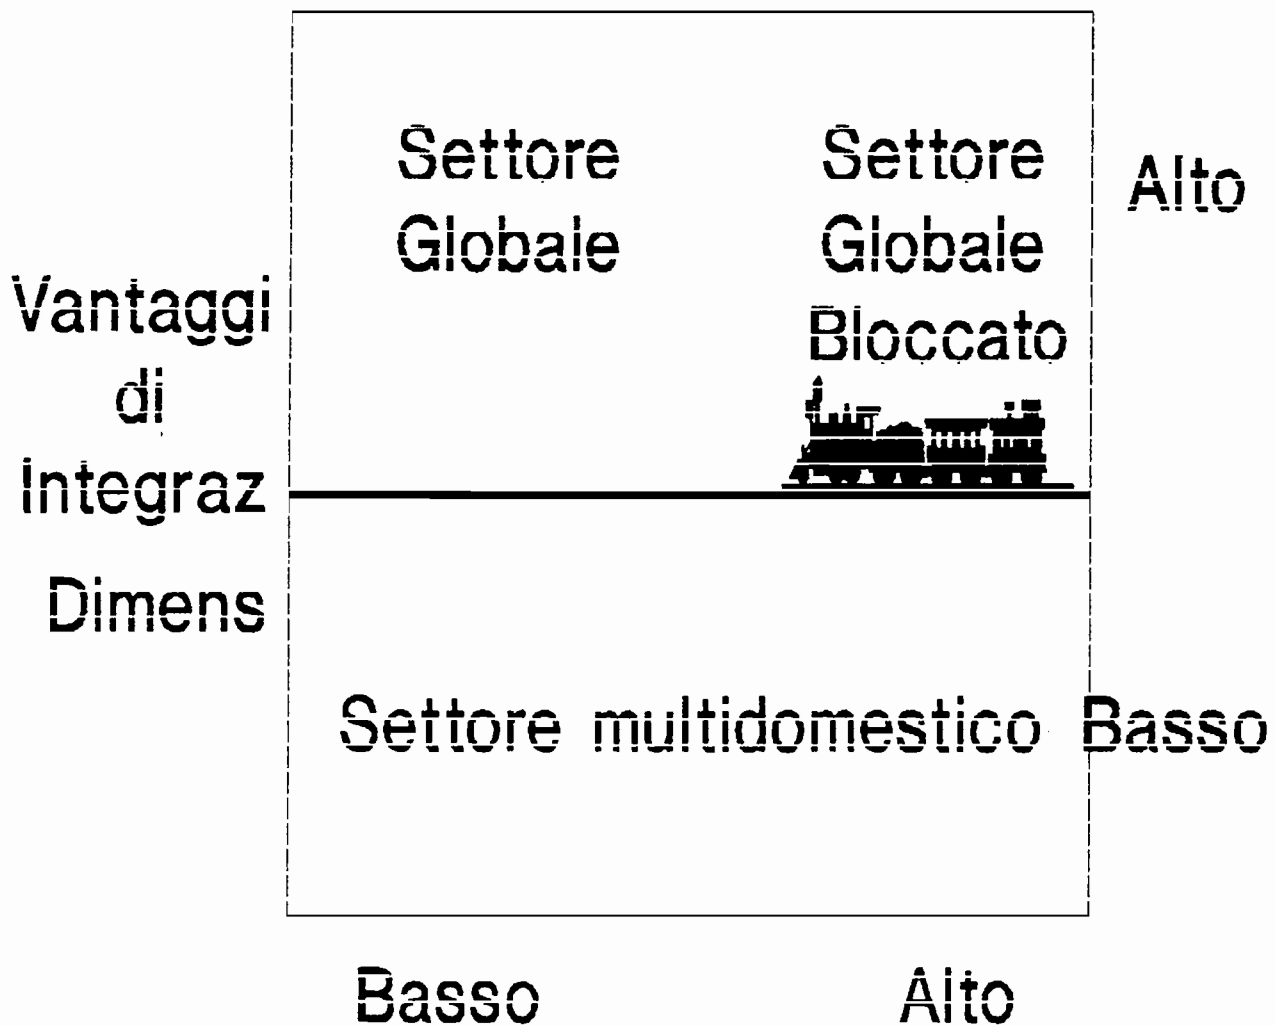 Settore
Globale
Settore
Globale
Bloccato
Alto
Vantaggi
di
Integraz
Dimens
Settore multidomestico
Basso
Basso
Alto